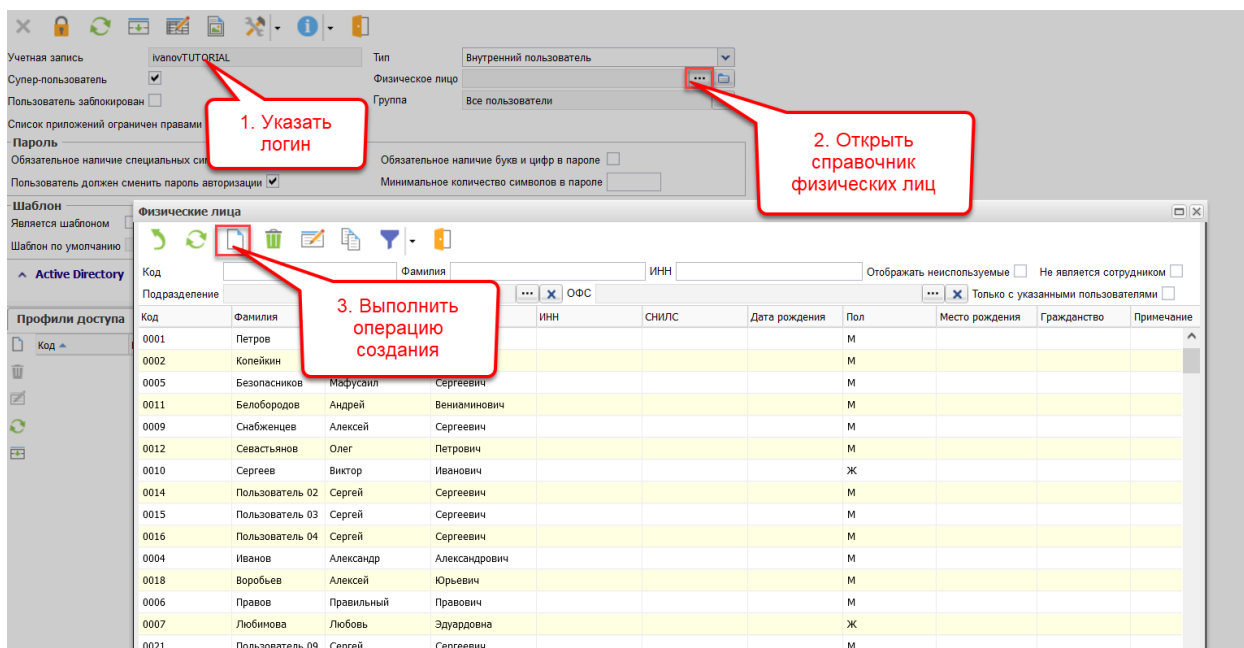 Учетная запись ivanovTUTORIAL Тип Внутренний пользователь
Супер-пользователь Физическое лицо ...
Пользователь заблокирован Группа Все пользователи
Список приложений ограничен правами
1. Указать
логин
2. Открыть
справочник
физических лиц
Пароль
Обязательное наличие специальных Обязательное наличие букв и цифр в пароле
Пользователь должен сменить пароль авторизации Минимальное количество символов в пароле
Шаблон
Является шаблоном
Шаблон по умолчанию
Active Directory
Профили доступа
Код
Физические лица
Код Фамилия ИНН Отображать неиспользуемые Не является сотрудником
Подразделение ... ОФС ... Только с указанными пользователями
3. Выполнить
операцию
создания
Код Фамилия ИНН СНИЛС Дата рождения Пол Место рождения Гражданство Примечание
0001 Петров М
0002 Копейкин М
0005 Безопасников Мафусаил Сергеевич М
0011 Белобородов Андрей Вениаминович М
0009 Снабженцев Алексей Сергеевич М
0012 Севастьянов Олег Петрович М
0010 Сергеев Виктор Иванович Ж
0014 Пользователь 02 Сергей Сергеевич М
0015 Пользователь 03 Сергей Сергеевич М
0016 Пользователь 04 Сергей Сергеевич М
0004 Иванов Александр Александрович М
0018 Воробьев Алексей Юрьевич М
0006 Правов Правильный Правович М
0007 Любимова Любовь Эдуардовна Ж
0021 Пользователь 09 Сергей Сергеевич М